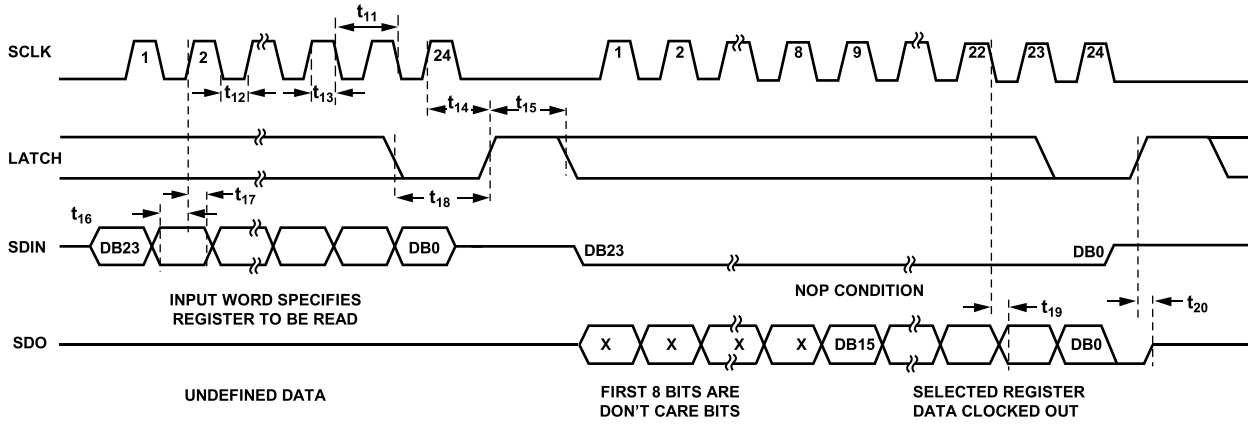 t11
SCLK
1
2
24
1
2
8
9
22
23
24
t12
t13
t14
t15
LATCH
t17
t18
t16
SDIN
DB23
DB0
DB23
DB0
NOP CONDITION
INPUT WORD SPECIFIES
REGISTER TO BE READ
t19
t20
SDO
X
X
X
X
DB15
DB0
UNDEFINED DATA
FIRST 8 BITS ARE
DON'T CARE BITS
SELECTED REGISTER
DATA CLOCKED OUT